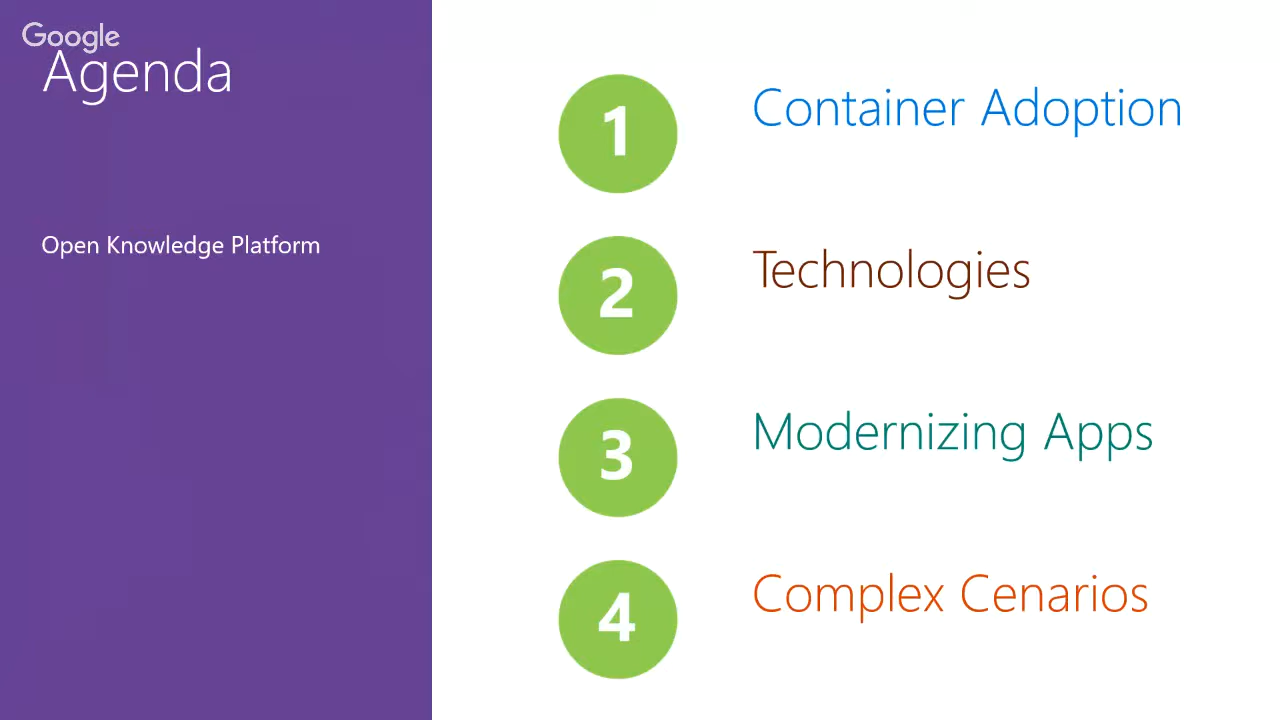 Google
Agenda
Open Knowledge Platform
1
Container Adoption
2
Technologies
3
Modernizing Apps
4
Complex Cenarios